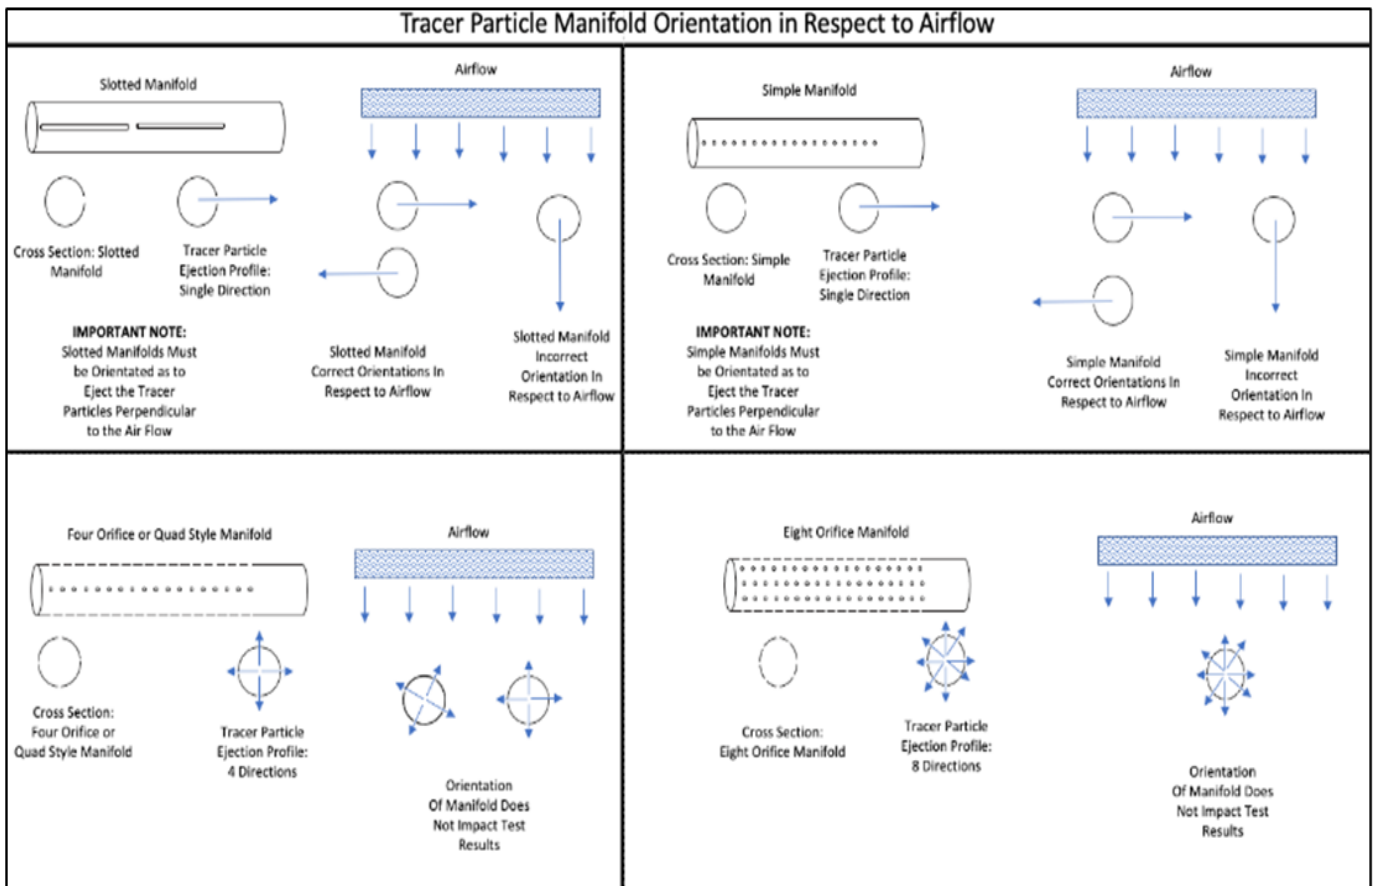 Tracer Particle Manifold Orientation in Respect to Airflow
Slotted Manifold
Airflow
Cross Section: Slotted
Manifold
Tracer Particle
Ejection Profile:
Single Direction
IMPORTANT NOTE:
Slotted Manifolds Must
be Orientated as to
Eject the Tracer
Particles Perpendicular
to the Air Flow
Slotted Manifold
Correct Orientations In
Respect to Airflow
Slotted Manifold
Incorrect
Orientation In
Respect to Airflow
Simple Manifold
Airflow
Cross Section: Simple
Manifold
Tracer Particle
Ejection Profile:
Single Direction
IMPORTANT NOTE:
Simple Manifolds Must
be Orientated as to
Eject the Tracer
Particles Perpendicular
to the Air Flow
Simple Manifold
Correct Orientations In
Respect to Airflow
Simple Manifold
Incorrect
Orientation In
Respect to Airflow
Four Orifice or Quad Style Manifold
Airflow
Cross Section:
Four Orifice or
Quad Style Manifold
Tracer Particle
Ejection Profile:
4 Directions
Orientation
Of Manifold Does
Not Impact Test
Results
Eight Orifice Manifold
Airflow
Cross Section:
Eight Orifice Manifold
Tracer Particle
Ejection Profile:
8 Directions
Orientation
Of Manifold Does
Not Impact Test
Results